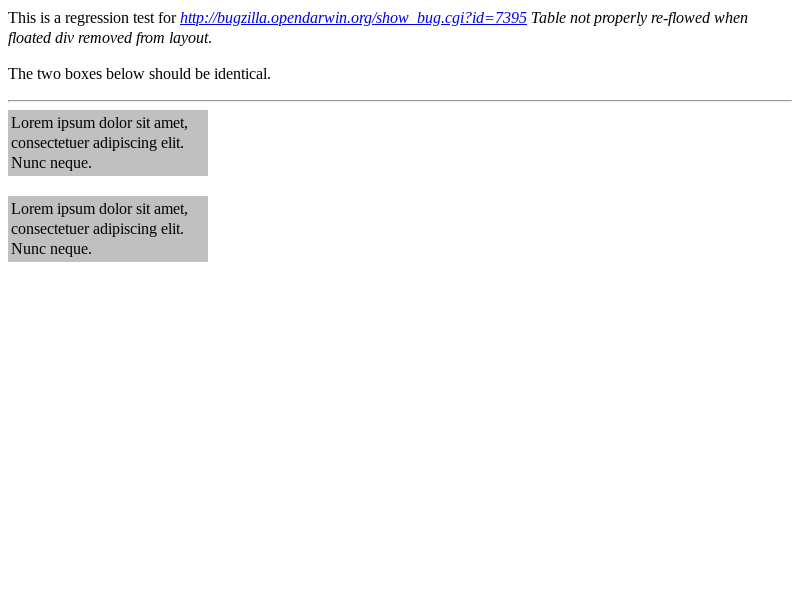 This is a regression test for http://bugzilla.opendarwin.org/show_bug.cgi?id=7395 Table not properly re-flowed when
floated div removed from layout.
The two boxes below should be identical.
Lorem ipsum dolor sit amet,
consectetuer adipiscing elit.
Nunc neque.
Lorem ipsum dolor sit amet,
consectetuer adipiscing elit.
Nunc neque.